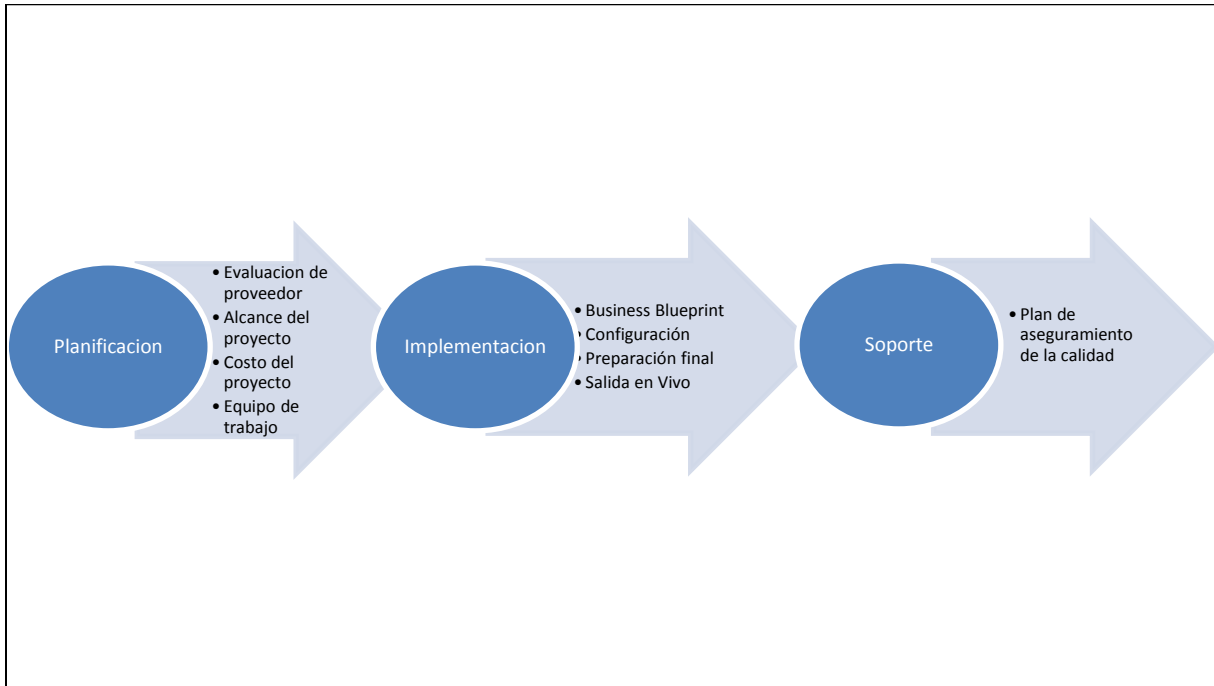 Planificacion
• Evaluacion de
proveedor
• Alcance del
proyecto
• Costo del
proyecto
• Equipo de
trabajo
Implementacion
• Business Blueprint
• Configuración
• Preparación final
• Salida en Vivo
Soporte
• Plan de
aseguramiento
de la calidad